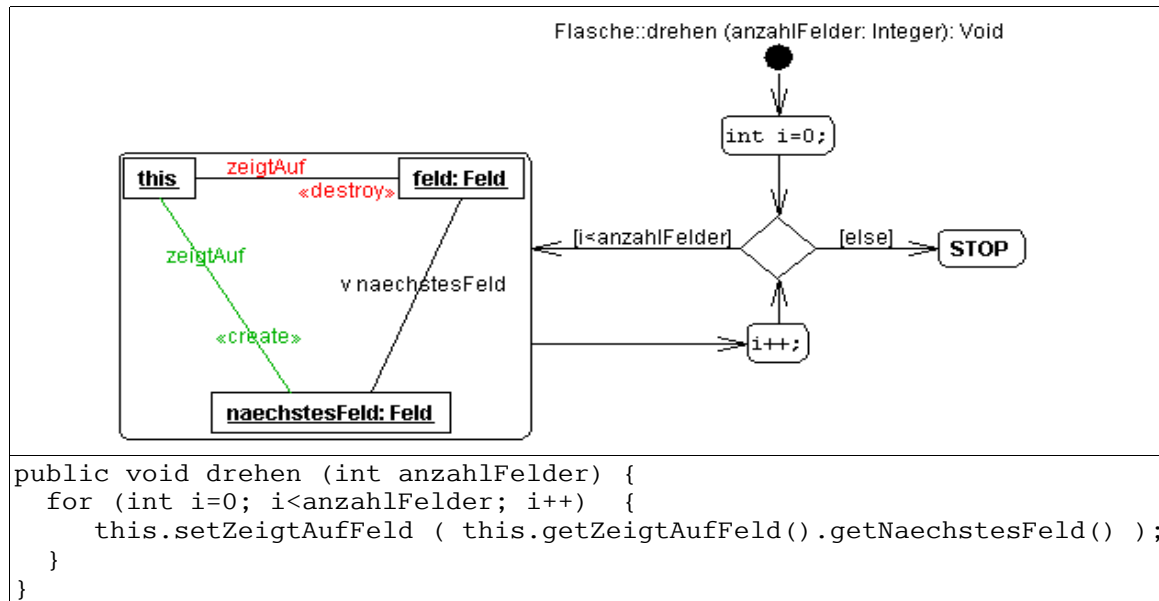 Flasche::drehen (anzahlFelder: Integer): Void
int i=0;
this
zeigtAuf
«destroy»
feld: Feld
[i<anzahlFelder]
[else]
STOP
zeigtAuf
v naechstesFeld
«create»
i++;
naechstesFeld: Feld
public void drehen (int anzahlFelder) {
for (int i=0; i<anzahlFelder; i++) {
this.setZeigtAufFeld ( this.getZeigtAufFeld().getNaechstesFeld() );
}
}